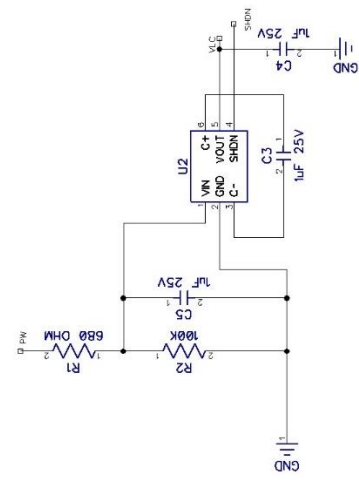 SHDN
VLC
1uF 25V
1 2
C4
GND
6 5 4
C+
VOUT
SHDN
U2
VIN
GND
C-
1 2 3
1
C3
1uF 25V
2
1uF 25V
1 2
C5
PW
2 1
680 OHM
R1
100K
2 2
R2
1
GND